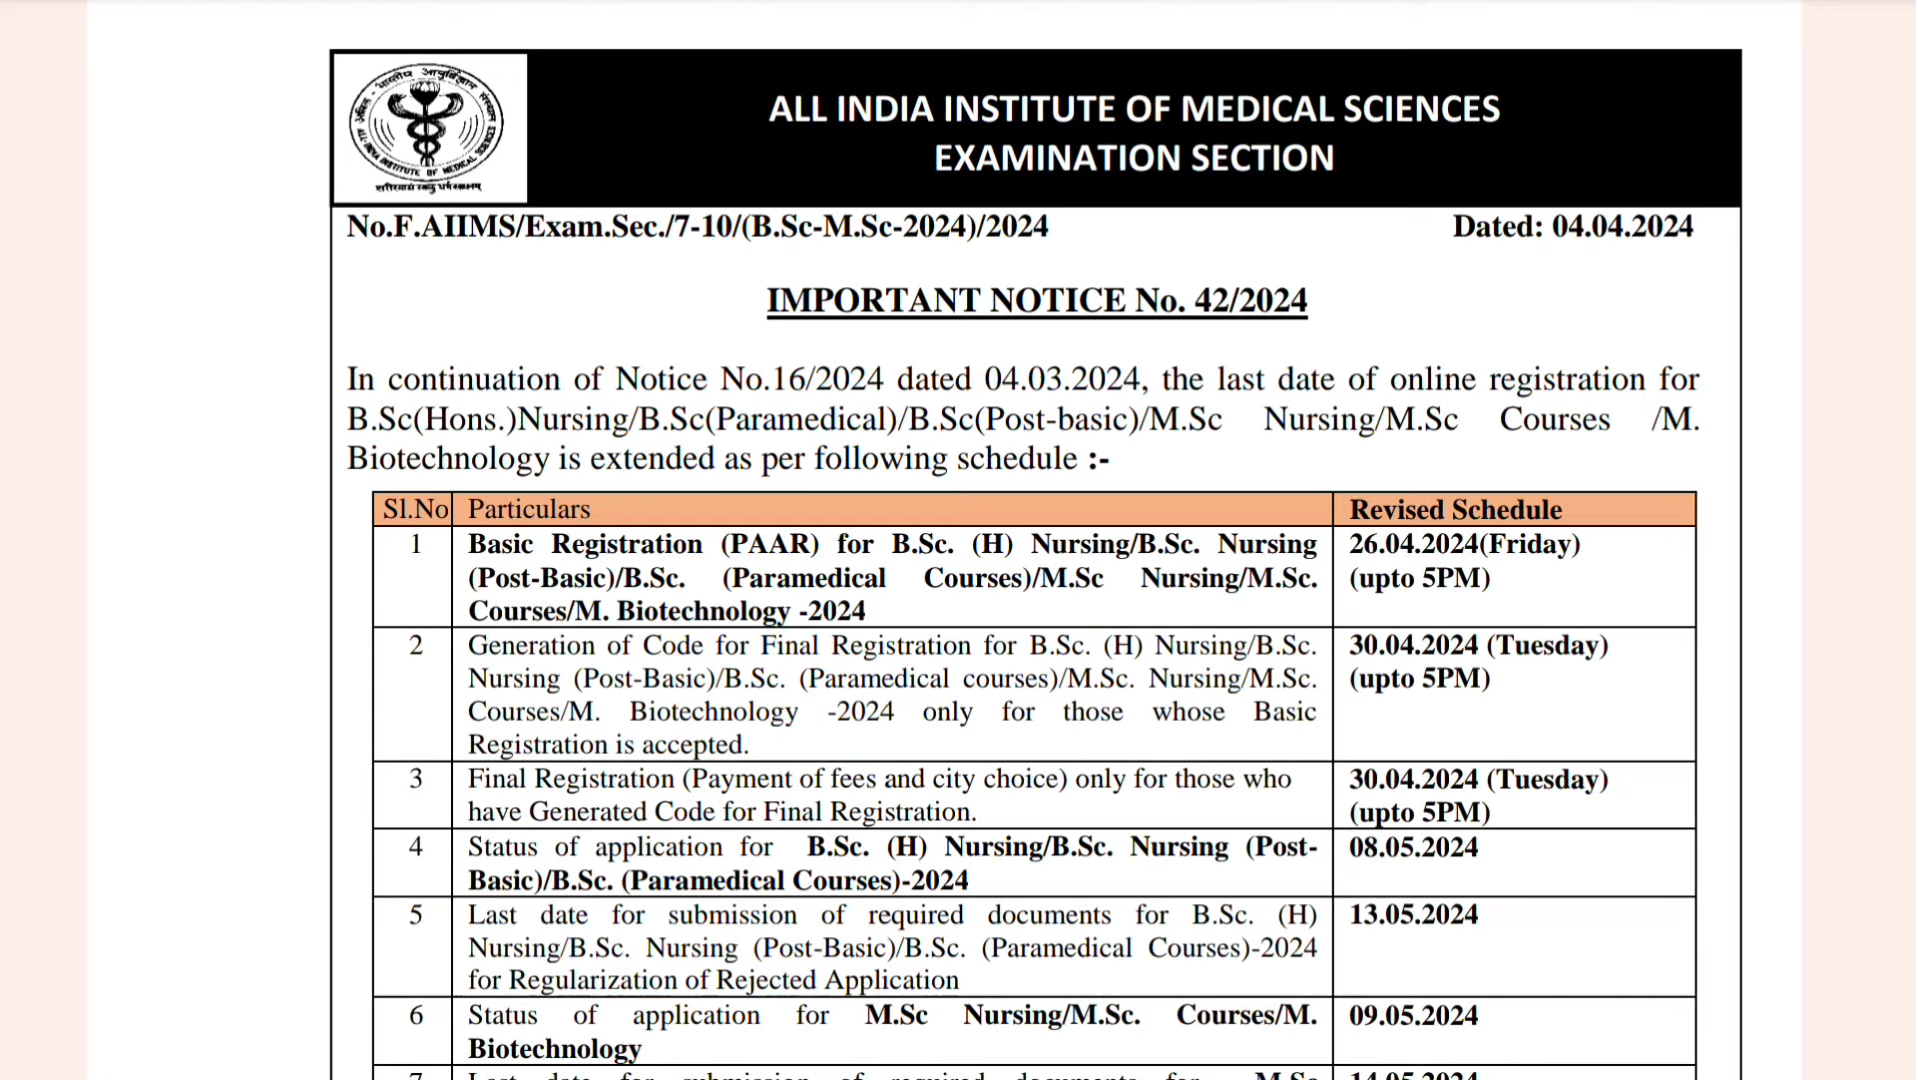 ALL INDIA INSTITUTE OF MEDICAL SCIENCES
EXAMINATION SECTION
No.F.AIIMS/Exam.Sec./7-10/(B.Sc-M.Sc-2024)/2024 Dated: 04.04.2024
IMPORTANT NOTICE No. 42/2024
In continuation of Notice No.16/2024 dated 04.03.2024, the last date of online registration for
B.Sc(Hons.)Nursing/B.Sc(Paramedical)/B.Sc(Post-basic)/M.Sc Nursing/M.Sc Courses /M.
Biotechnology is extended as per following schedule :-
Sl.No Particulars Revised Schedule
1 Basic Registration (PAAR) for B.Sc. (H) Nursing/B.Sc. Nursing 26.04.2024(Friday)
(Post-Basic)/B.Sc. (Paramedical Courses)/M.Sc Nursing/M.Sc. (upto 5PM)
Courses/M. Biotechnology -2024
2 Generation of Code for Final Registration for B.Sc. (H) Nursing/B.Sc. 30.04.2024 (Tuesday)
Nursing (Post-Basic)/B.Sc. (Paramedical courses)/M.Sc. Nursing/M.Sc. (upto 5PM)
Courses/M. Biotechnology -2024 only for those whose Basic
Registration is accepted.
3 Final Registration (Payment of fees and city choice) only for those who 30.04.2024 (Tuesday)
have Generated Code for Final Registration. (upto 5PM)
4 Status of application for B.Sc. (H) Nursing/B.Sc. Nursing (Post- 08.05.2024
Basic)/B.Sc. (Paramedical Courses)-2024
5 Last date for submission of required documents for B.Sc. (H) 13.05.2024
Nursing/B.Sc. Nursing (Post-Basic)/B.Sc. (Paramedical Courses)-2024
for Regularization of Rejected Application
6 Status of application for M.Sc Nursing/M.Sc. Courses/M. 09.05.2024
Biotechnology